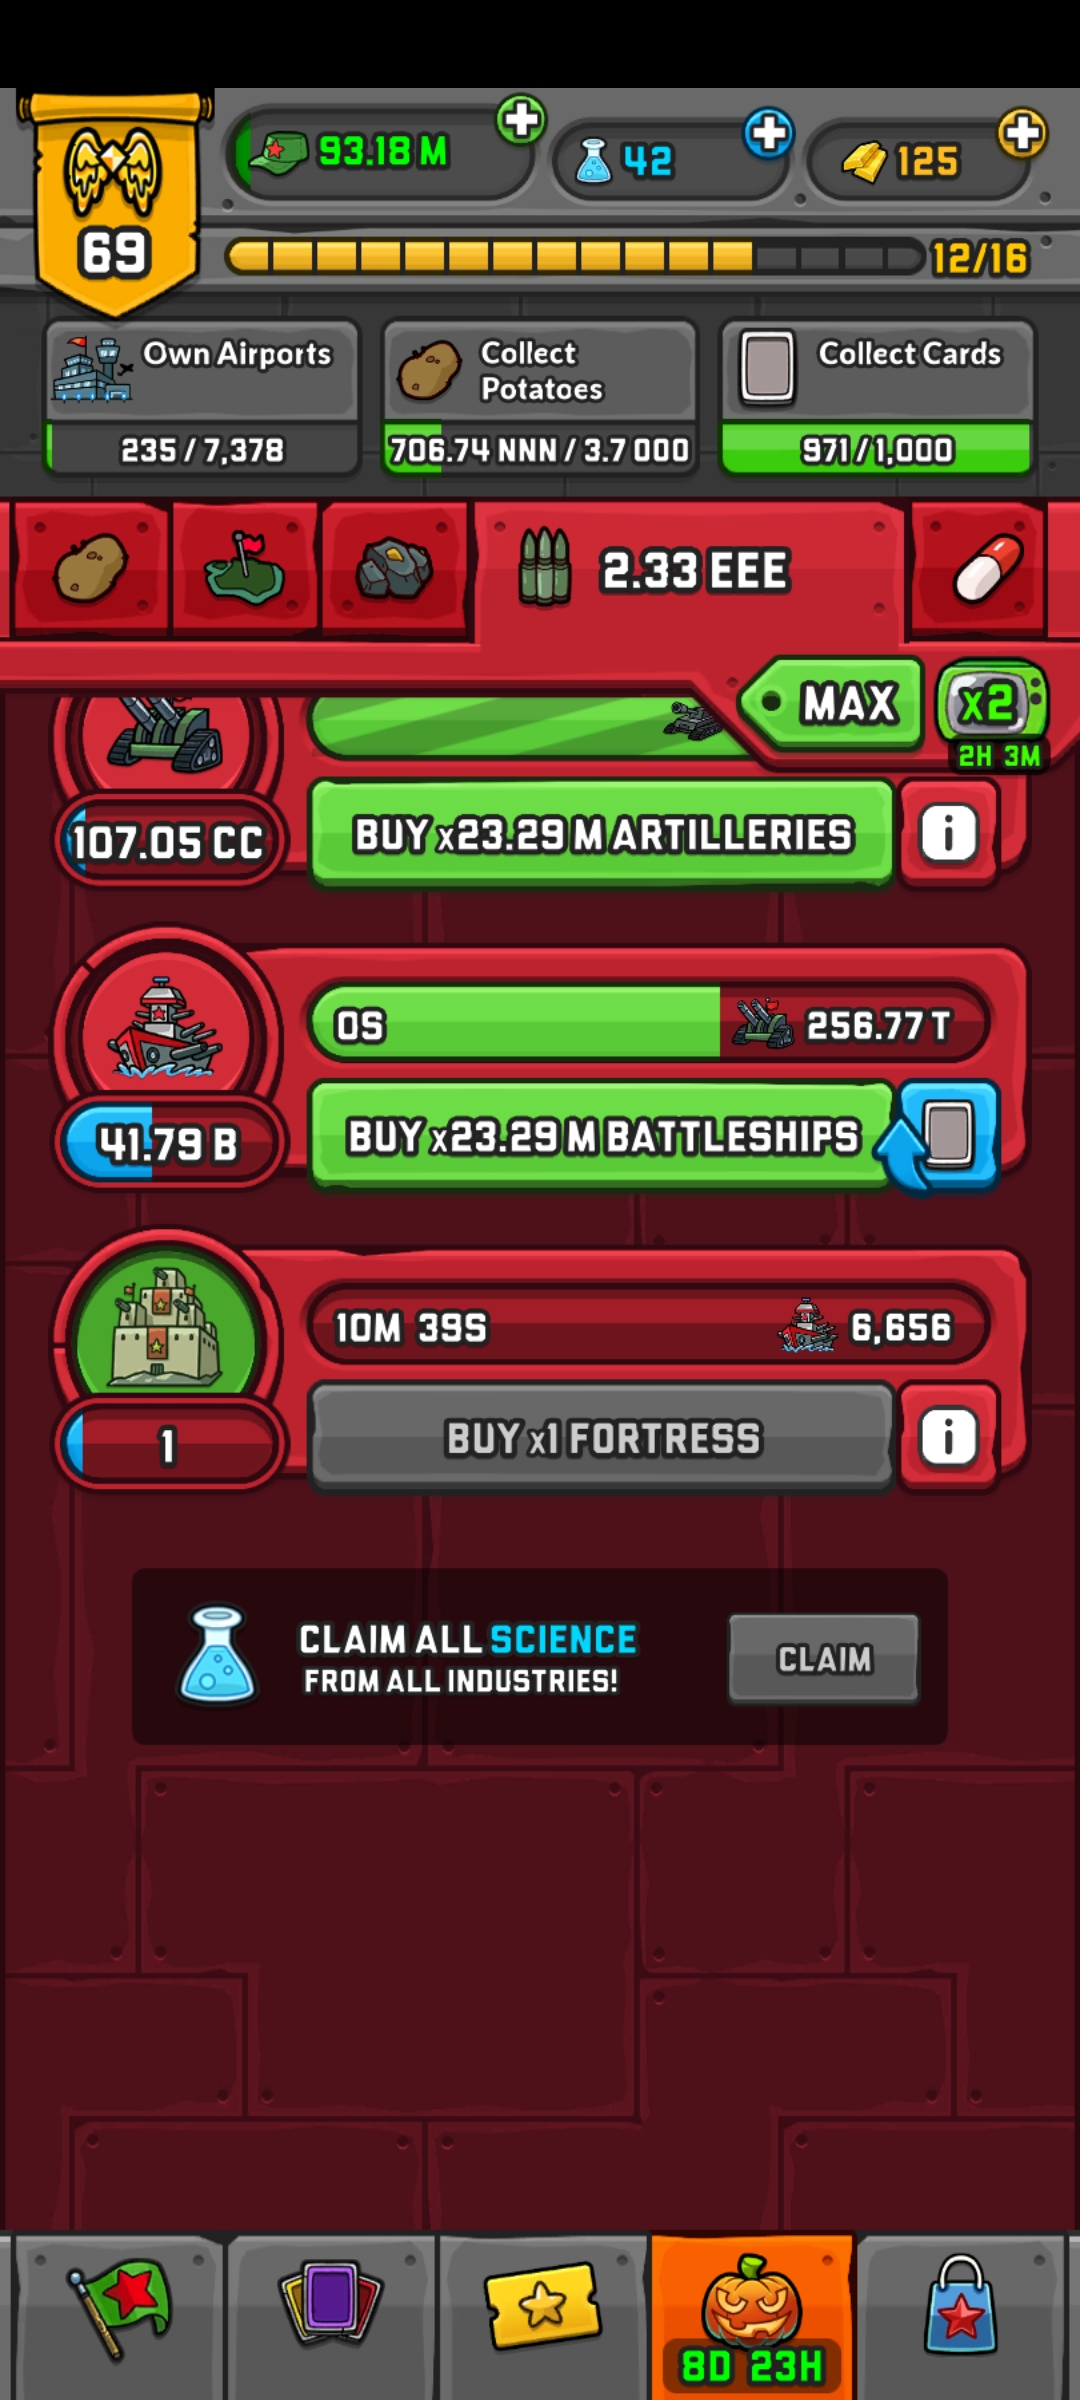 93.18 M
42
125
69
12/16
Own Airports
235 / 7,378
Collect
Potatoes
706.74 NNN / 3.7 OOO
Collect Cards
971 / 1,000
2.33 EEE
MAX
x2
2H 3M
107.05 CC
BUY x23.29 M ARTILLERIES
i
0S
256.77 T
41.79 B
BUY x23.29 M BATTLESHIPS
10M 39S
6,656
1
BUY x1 FORTRESS
i
CLAIM ALL SCIENCE
FROM ALL INDUSTRIES!
CLAIM
8D 23H